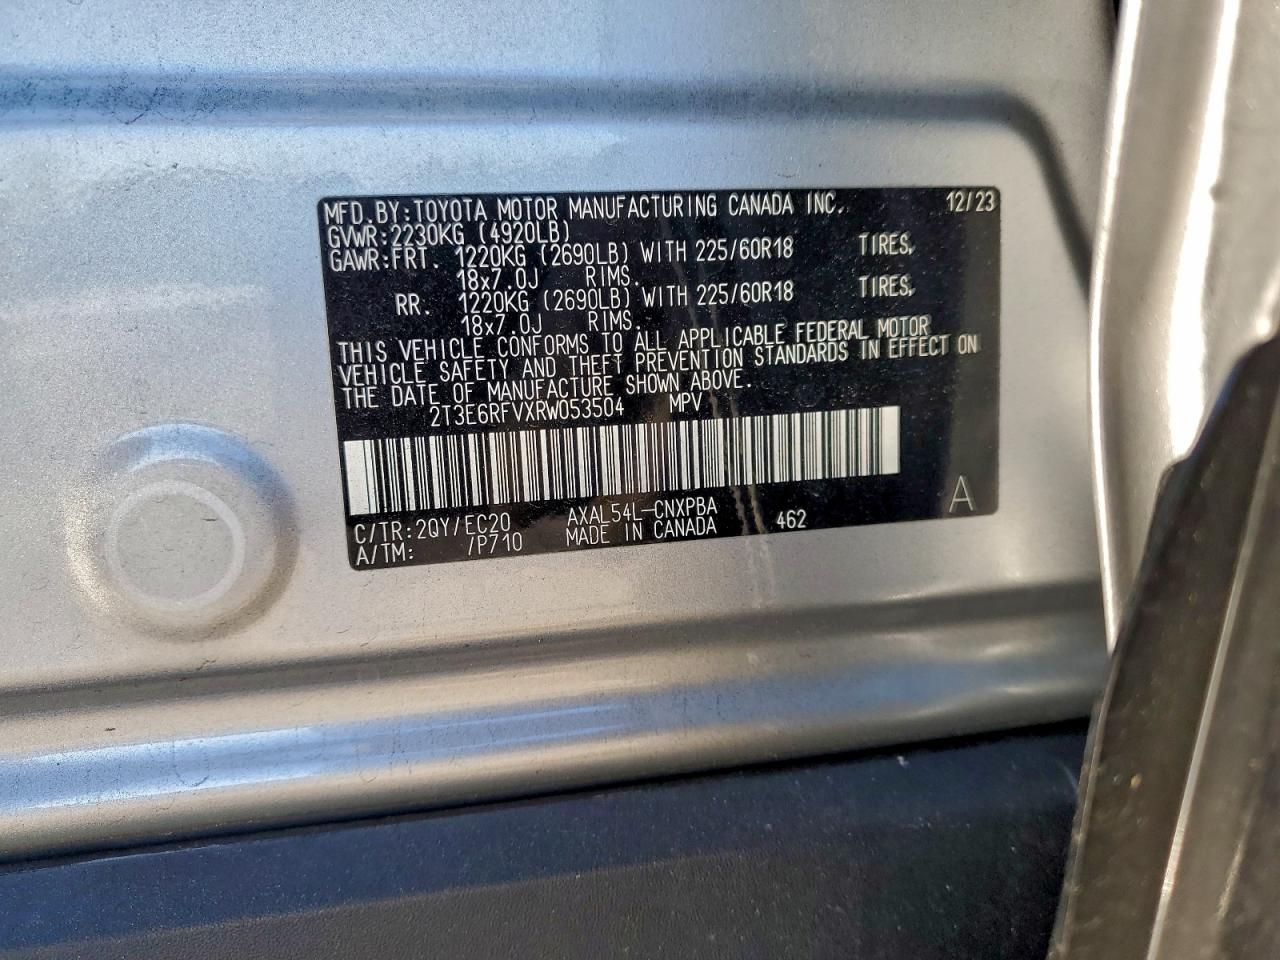 MFD.BY:TOYOTA MOTOR MANUFACTURING CANADA INC. 12/23
GVWR:2230KG (4920LB)
GAWR:FRT. 1220KG (2690LB) WITH 225/60R18 TIRES,
18x7.0J RIMS.
RR. 1220KG (2690LB) WITH 225/60R18 TIRES,
18x7.0J RIMS.
THIS VEHICLE CONFORMS TO ALL APPLICABLE FEDERAL MOTOR
VEHICLE SAFETY AND THEFT PREVENTION STANDARDS IN EFFECT ON
THE DATE OF MANUFACTURE SHOWN ABOVE.
2T3E6RFVXRW053504 MPV
C/TR:2QY/EC20 AXAL54L-CNXPBA 462 A
A/TM: /P710 MADE IN CANADA